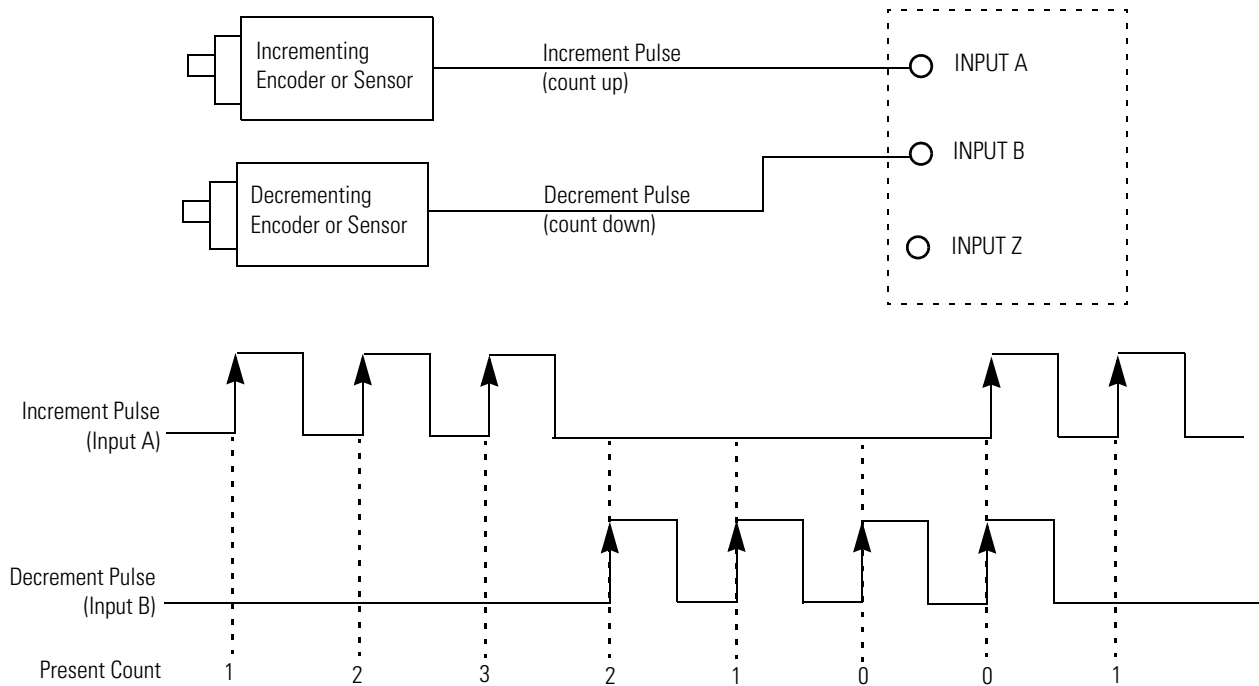 Incrementing
Encoder or Sensor
Increment Pulse
(count up)
INPUT A
INPUT B
Decrementing
Encoder or Sensor
Decrement Pulse
(count down)
INPUT Z
Increment Pulse
(Input A)
Decrement Pulse
(Input B)
Present Count 1 2 3 2 1 0 0 1